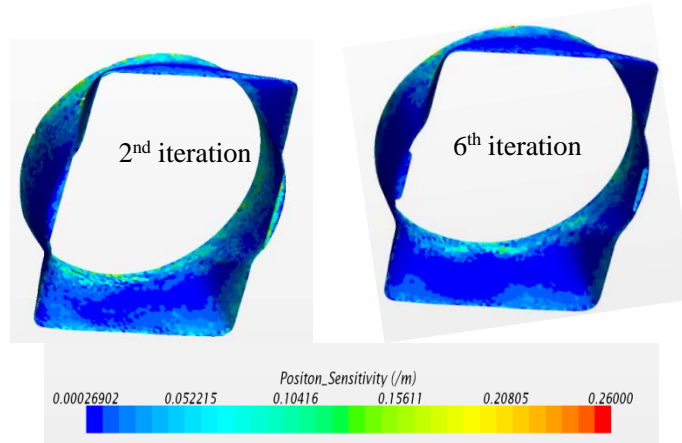 2nd iteration
6th iteration
Positon_Sensitivity (/m)
0.00026902 0.052215 0.10416 0.15611 0.20805 0.26000